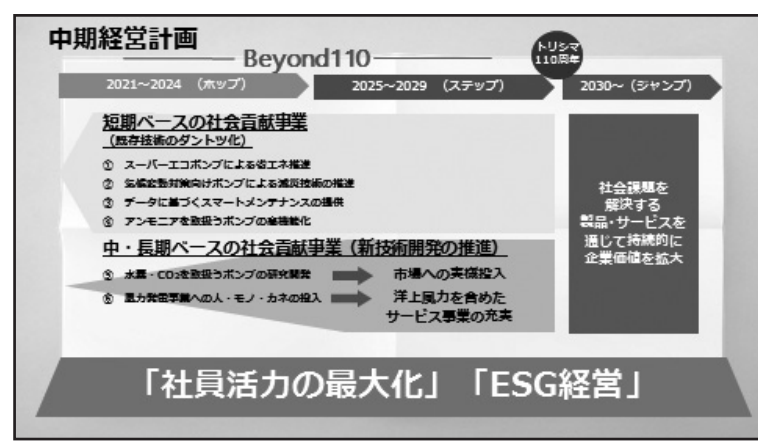 中期経営計画
Beyond110
トリシマ
110周年
2021〜2024 （ホップ）
2025〜2029 （ステップ）
2030〜（ジャンプ）
短期ベースの社会貢献事業
（既存技術のダントツ化）
① スーパーエコポンプによる省エネ推進
② 気候変動対策向けポンプによる減災技術の推進
③ データに基づくスマートメンテナンスの提供
④ アンモニアを取扱うポンプの高機能化
中・長期ベースの社会貢献事業（新技術開発の推進）
⑤ 水素・CO₂を取扱うポンプの研究開発
市場への実機投入
⑥ 風力発電事業への人・モノ・カネの投入
洋上風力を含めた
サービス事業の充実
社会課題を
解決する
製品・サービスを
通じて持続的に
企業価値を拡大
「社員活力の最大化」「ESG経営」